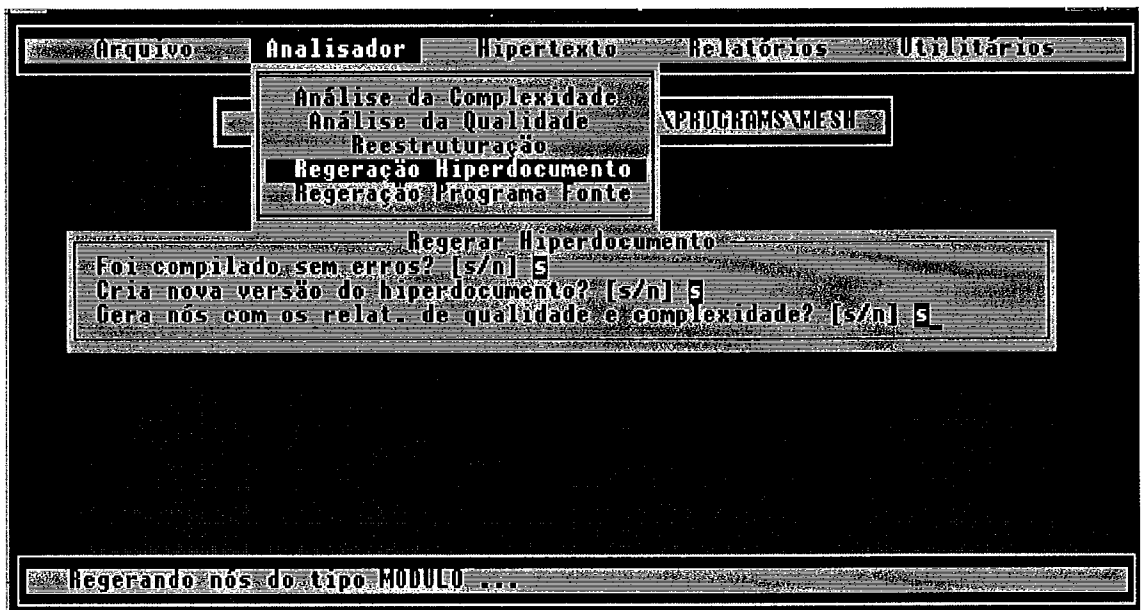 Arquivo Analisador Hipertexto Relatórios Utilitários
Análise da Complexidade
Análise da Qualidade
\PROGRAMS\MESH
Reestruturação
Regeração Hiperdocumento
Regeração Programa Fonte
Regerar Hiperdocumento
Foi compilado sem erros? [s/n] s
Cria nova versão do hiperdocumento? [s/n] s
Gera nós com os relat. de qualidade e complexidade? [s/n] s_
Regerando nós do tipo MODULO ...